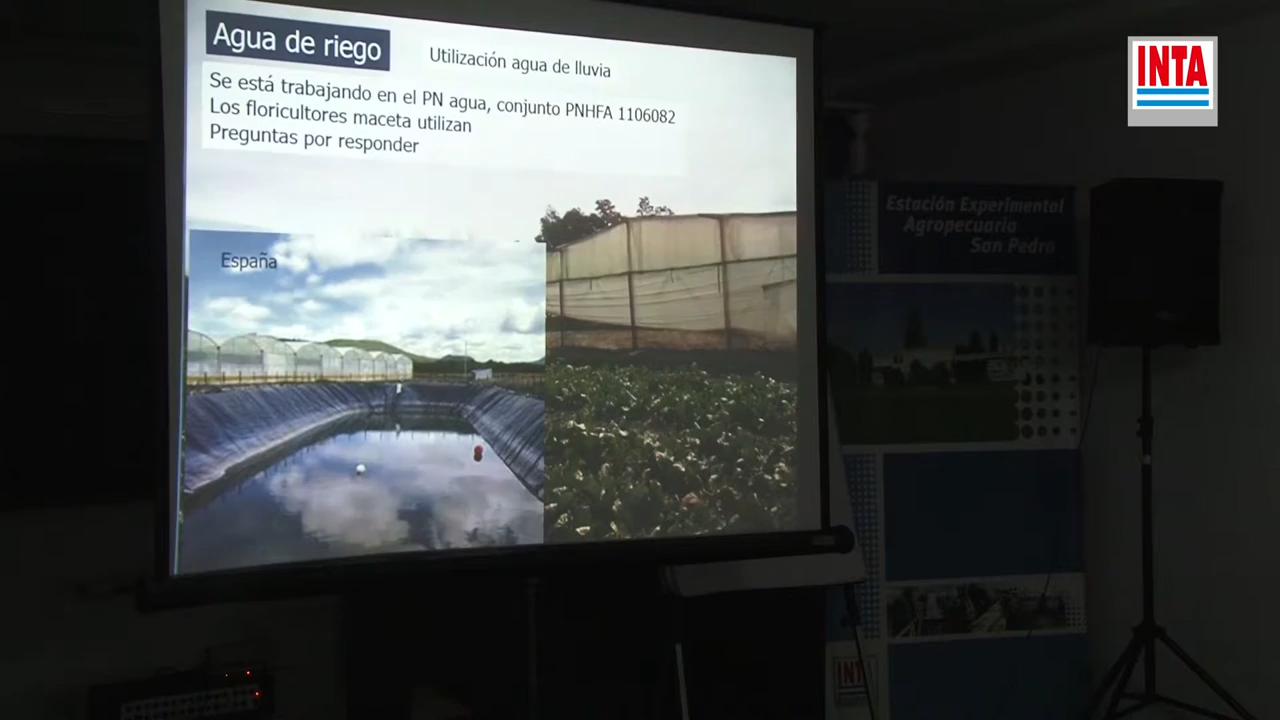 Agua de riego
Utilización agua de lluvia
Se está trabajando en el PN agua, conjunto PNHFA 1106082
Los floricultores maceta utilizan
Preguntas por responder
España
INTA
Estación Experimental
Agropecuaria
San Pedro
INTA